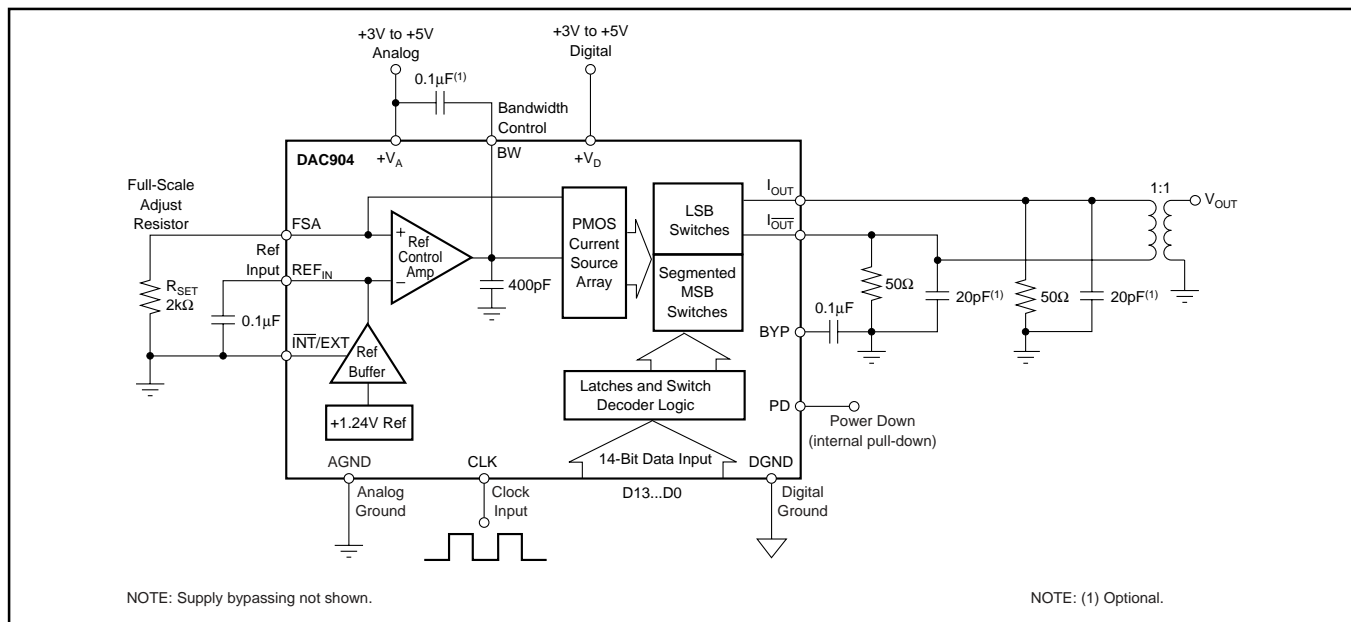 +3V to +5V
Analog
+3V to +5V
Digital
0.1µF(1)
Bandwidth
Control
DAC904
+VA
BW
+VD
Full-Scale
Adjust
Resistor
FSA
Ref
Input
REFIN
RSET
2kΩ
0.1µF
INT/EXT
+
Ref
Control
Amp
–
400pF
Ref
Buffer
+1.24V Ref
PMOS
Current
Source
Array
LSB
Switches
Segmented
MSB
Switches
Latches and Switch
Decoder Logic
14-Bit Data Input
D13...D0
IOUT
IOUT
1:1
VOUT
50Ω
20pF(1)
50Ω
20pF(1)
0.1µF
BYP
PD
Power Down
(internal pull-down)
AGND
Analog
Ground
CLK
Clock
Input
DGND
Digital
Ground
NOTE: Supply bypassing not shown.
NOTE: (1) Optional.